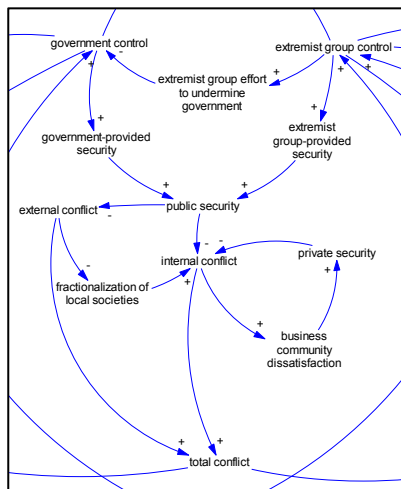 government control
extremist group control
+
-
+
+
extremist group effort
to undermine
government
+
+
+
government-provided
security
extremist
group-provided
security
+
+
external conflict
-
public security
-
-
-
internal conflict
private security
-
+
+
fractionalization of
local societies
+
business
community
dissatisfaction
+
+
total conflict